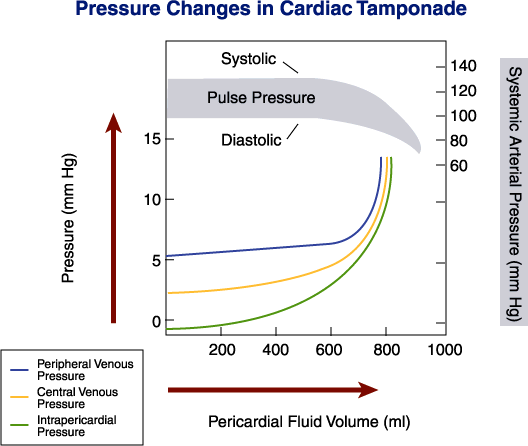 Pressure Changes in Cardiac Tamponade
Systolic
Pulse Pressure
Diastolic
140
120
100
80
60
Systemic Arterial Pressure (mm Hg)
Pressure (mm Hg)
15
10
5
0
200
400
600
800
1000
Pericardial Fluid Volume (ml)
Peripheral Venous
Pressure
Central Venous
Pressure
Intrapericardial
Pressure